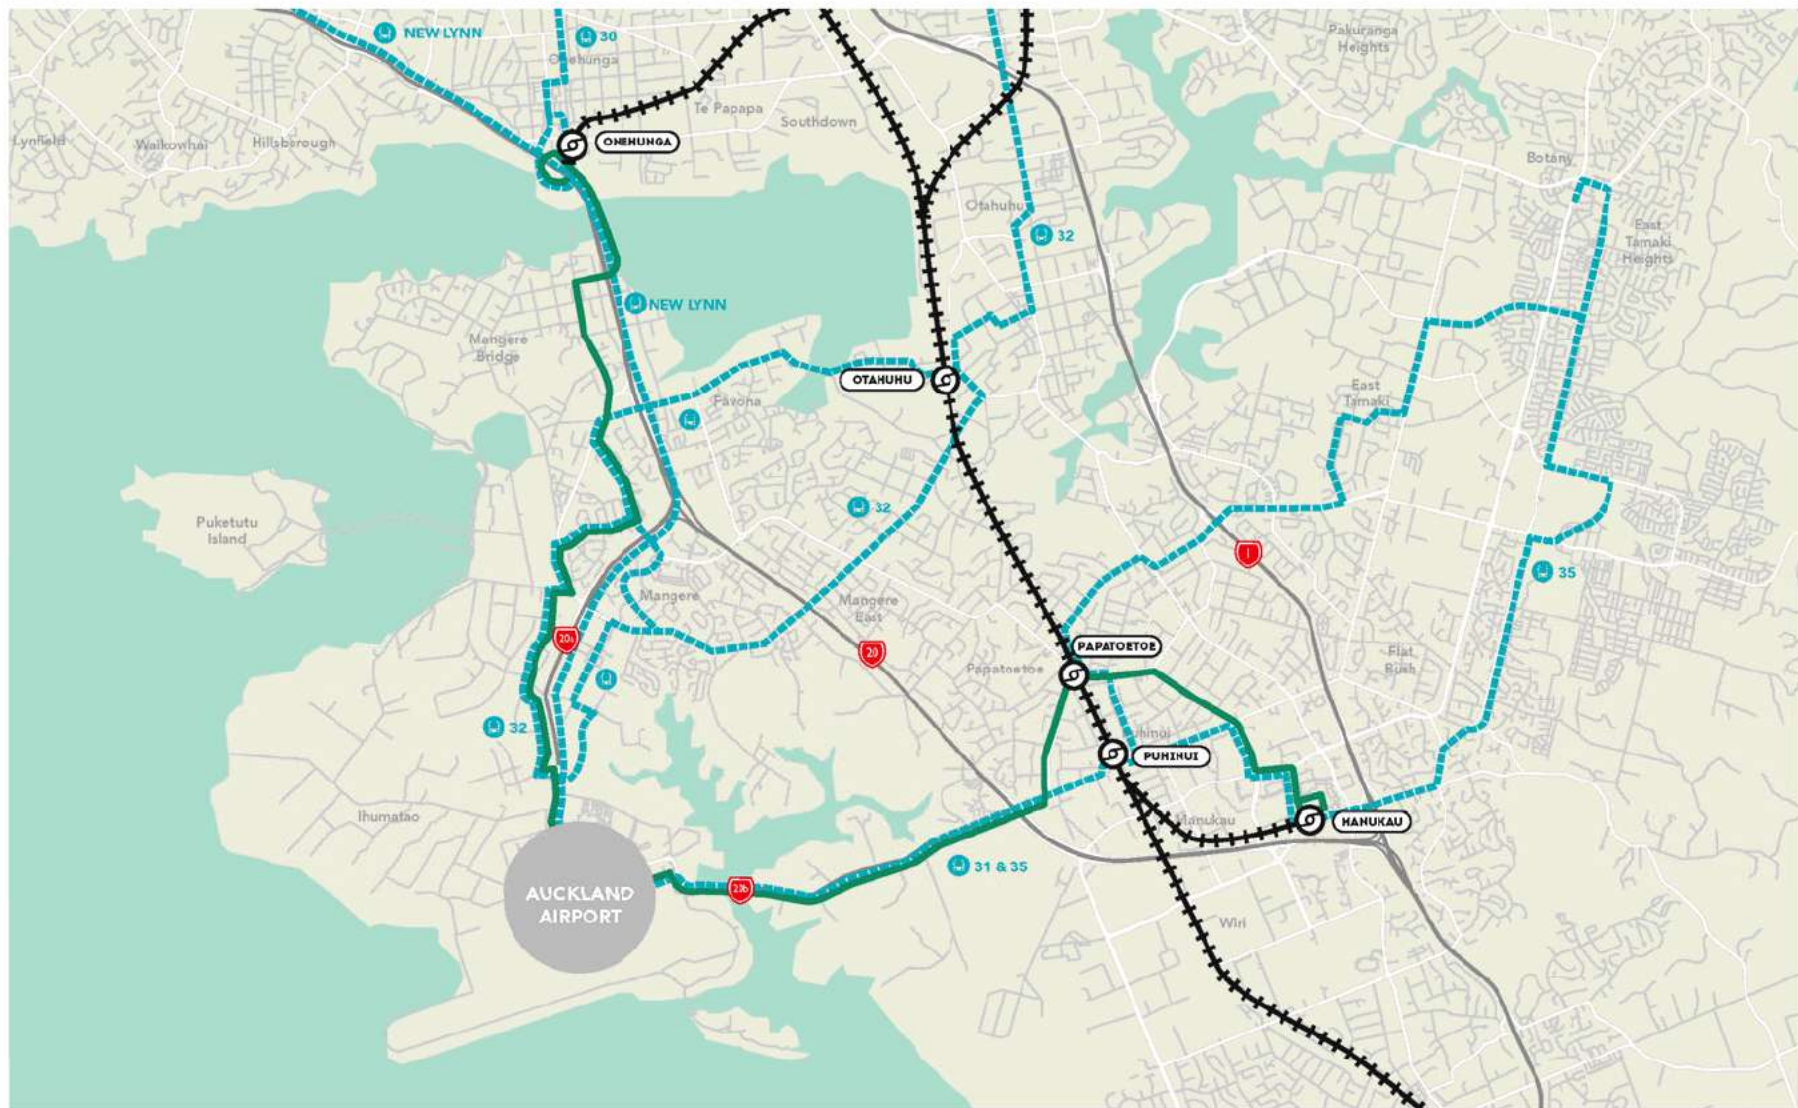 NEW LYNN
30
Onehunga
Pakuranga
Heights
Te Papapa
Southdown
Lynfield
Waikowhai
Hillsborough
ONEHUNGA
Botany
Otahuhu
32
East
Tamaki
Heights
NEW LYNN
Mangere
Bridge
OTAHUHU
Favona
East
Tamaki
32
Puketutu
Island
1
35
Mangere
Mangere
East
20a
20
PAPATOETOE
Papatoetoe
Flat
Bush
32
PUHINUI
Ihumatao
Manukau
MANUKAU
31 & 35
20b
AUCKLAND
AIRPORT
Wiri